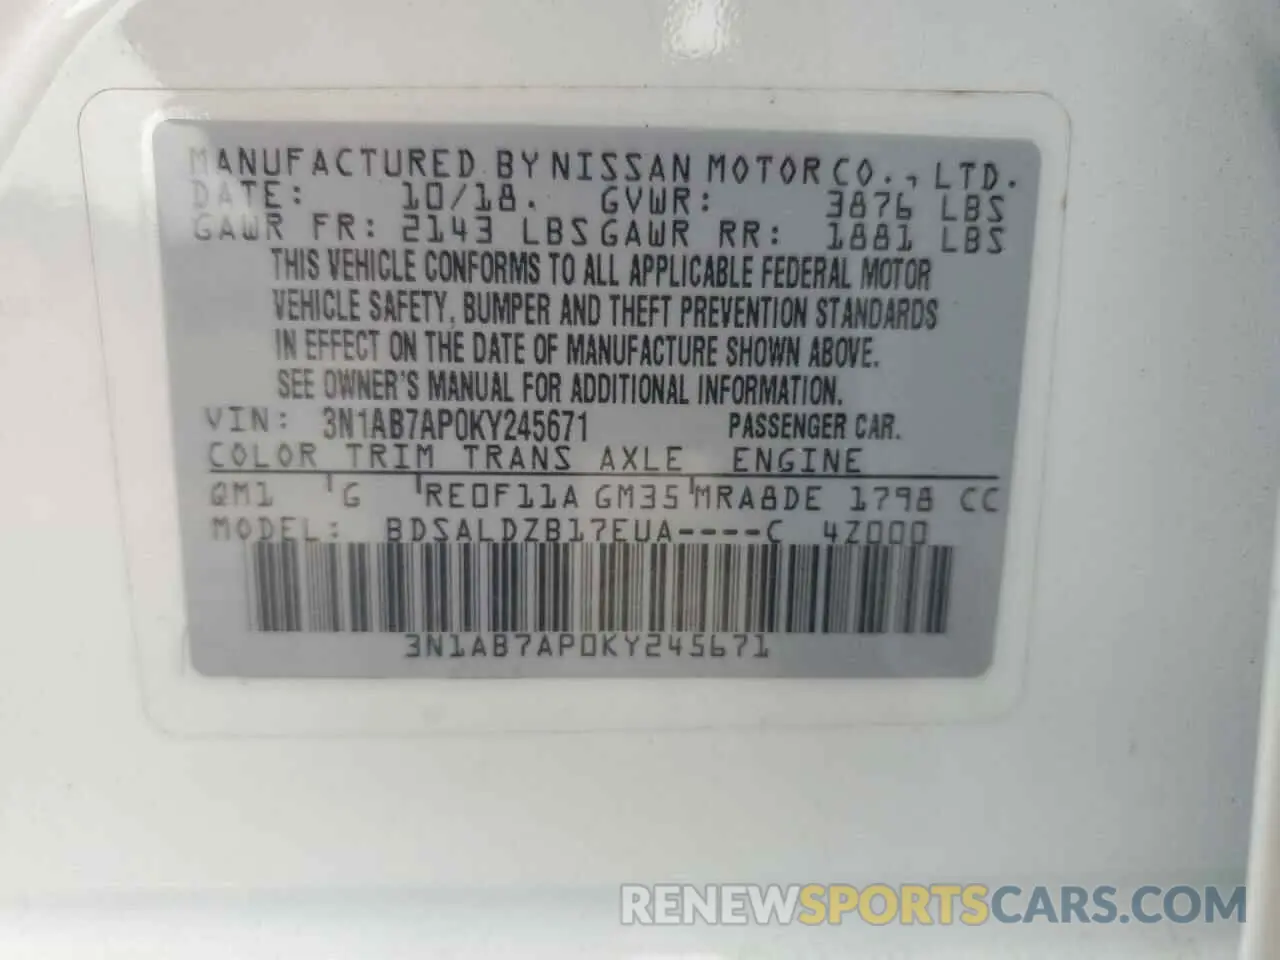 MANUFACTURED BY NISSAN MOTOR CO., LTD.
DATE: 10/18. GVWR: 3876 LBS
GAWR FR: 2143 LBS GAWR RR: 1881 LBS
THIS VEHICLE CONFORMS TO ALL APPLICABLE FEDERAL MOTOR
VEHICLE SAFETY, BUMPER AND THEFT PREVENTION STANDARDS
IN EFFECT ON THE DATE OF MANUFACTURE SHOWN ABOVE.
SEE OWNER'S MANUAL FOR ADDITIONAL INFORMATION.
VIN: 3N1AB7AP0KY245671 PASSENGER CAR.
COLOR TRIM TRANS AXLE ENGINE
QM1 G RE0F11A GM35 MRA8DE 1798 CC
MODEL: BDSALDZB17EUA----C 4Z000
3N1AB7AP0KY245671
RENEWSPORTSCARS.COM